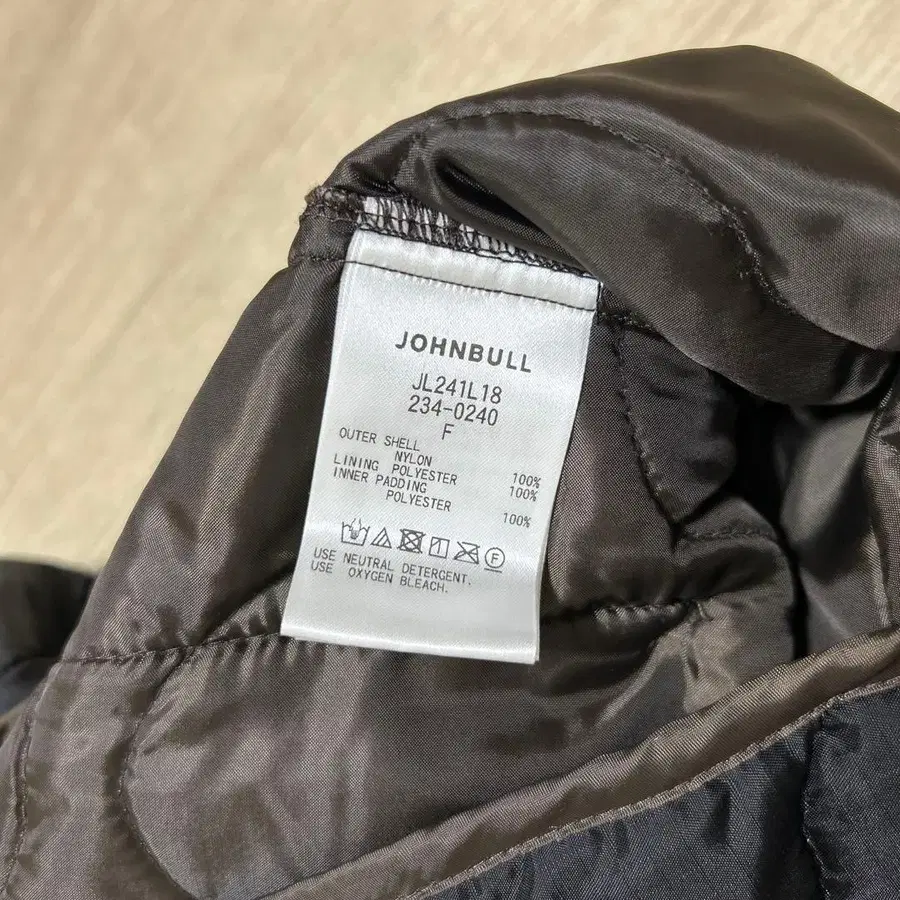 JOHNBULL
JL241L18
234-0240
F
OUTER SHELL
NYLON 100%
LINING POLYESTER 100%
INNER PADDING
POLYESTER 100%
F
USE NEUTRAL DETERGENT.
USE OXYGEN BLEACH.